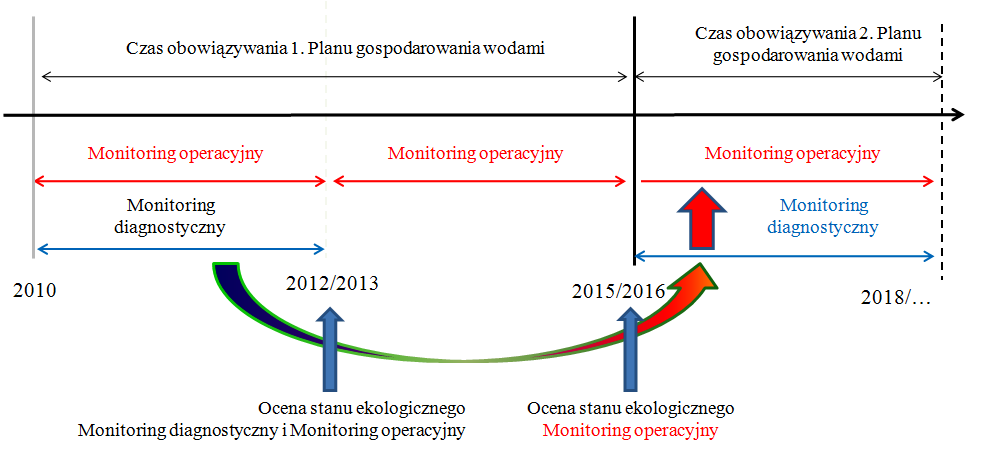 Czas obowiązywania 1. Planu gospodarowania wodami
Czas obowiązywania 2. Planu
gospodarowania wodami
Monitoring operacyjny
Monitoring operacyjny
Monitoring operacyjny
Monitoring
diagnostyczny
Monitoring
diagnostyczny
2010
2012/2013
2015/2016
2018/...
Ocena stanu ekologicznego
Monitoring diagnostyczny i Monitoring operacyjny
Ocena stanu ekologicznego
Monitoring operacyjny